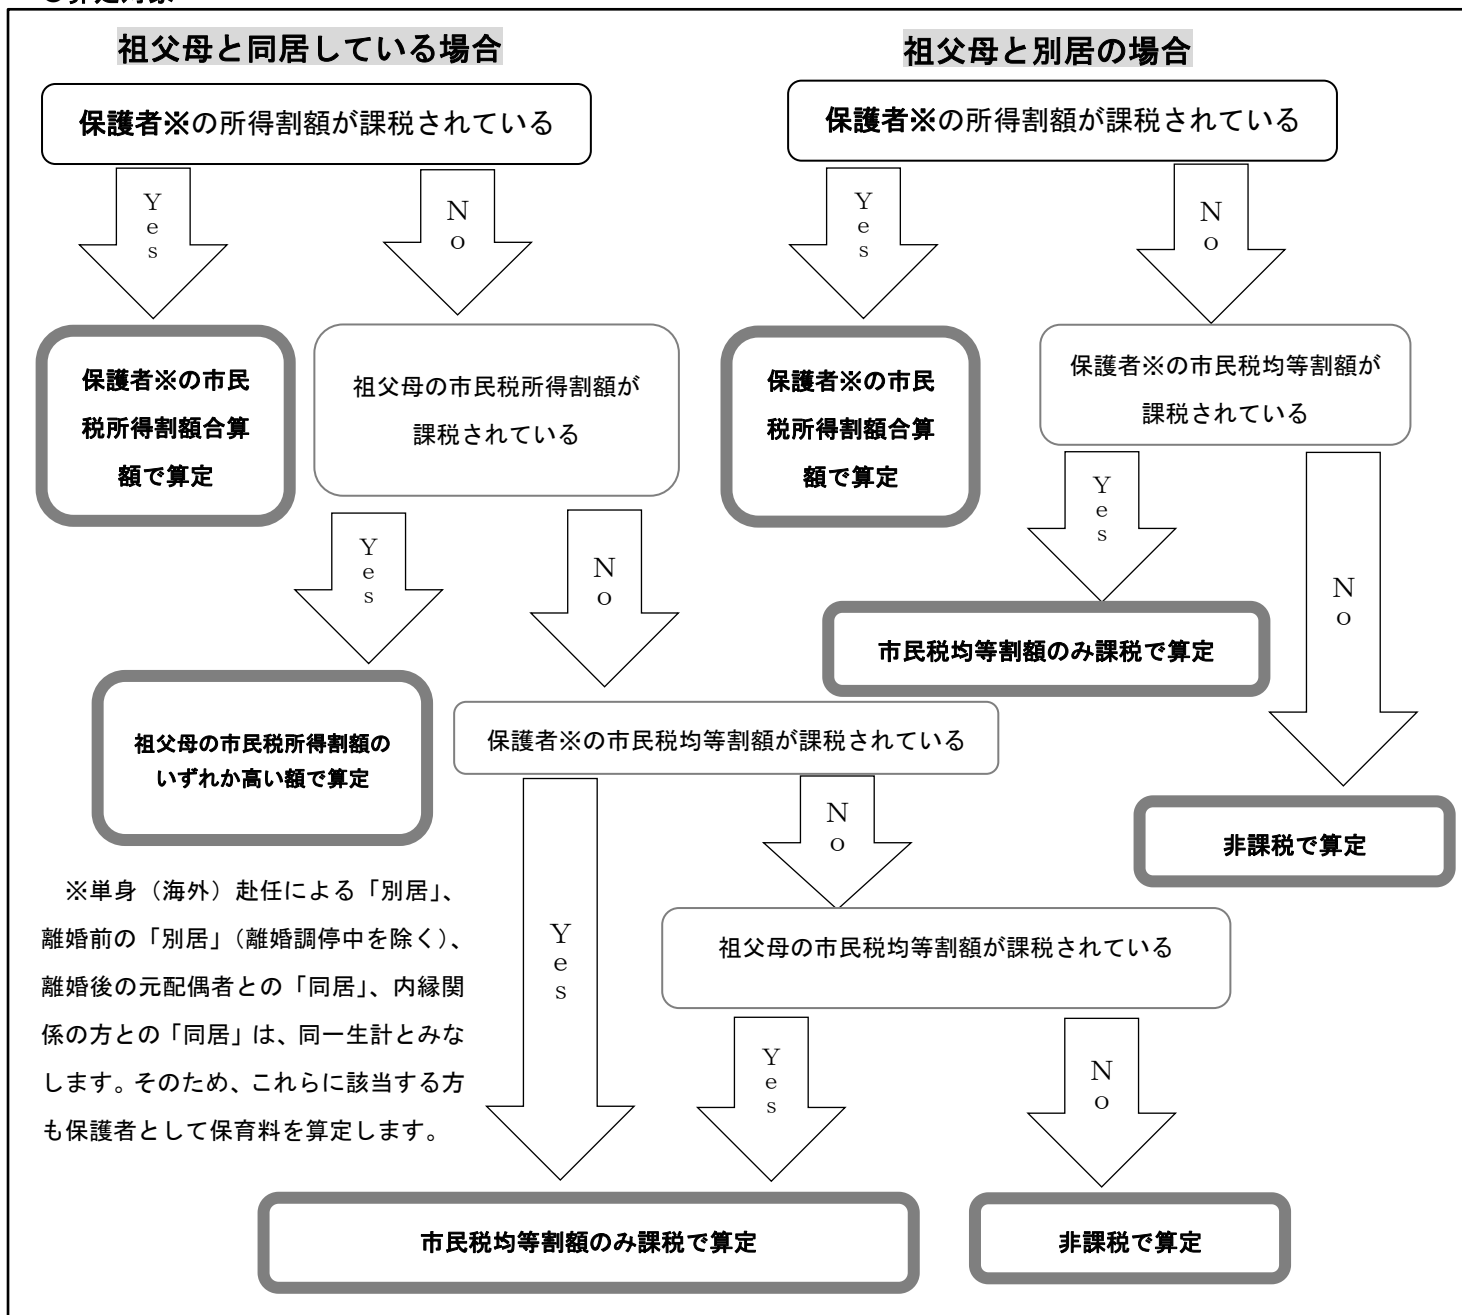 祖父母と同居している場合
保護者※の所得割額が課税されている
Yes
No
保護者※の市民
税所得割額合算
額で算定
祖父母の市民税所得割額が
課税されている
Yes
No
祖父母の市民税所得割額の
いずれか高い額で算定
保護者※の市民税均等割額が課税されている
Yes
No
祖父母の市民税均等割額が課税されている
Yes
No
市民税均等割額のみ課税で算定
非課税で算定
祖父母と別居の場合
保護者※の所得割額が課税されている
Yes
No
保護者※の市民
税所得割額合算
額で算定
保護者※の市民税均等割額が
課税されている
Yes
No
市民税均等割額のみ課税で算定
非課税で算定
※単身（海外）赴任による「別居」、
離婚前の「別居」（離婚調停中を除く）、
離婚後の元配偶者との「同居」、内縁関
係の方との「同居」は、同一生計とみな
します。そのため、これらに該当する方
も保護者として保育料を算定します。